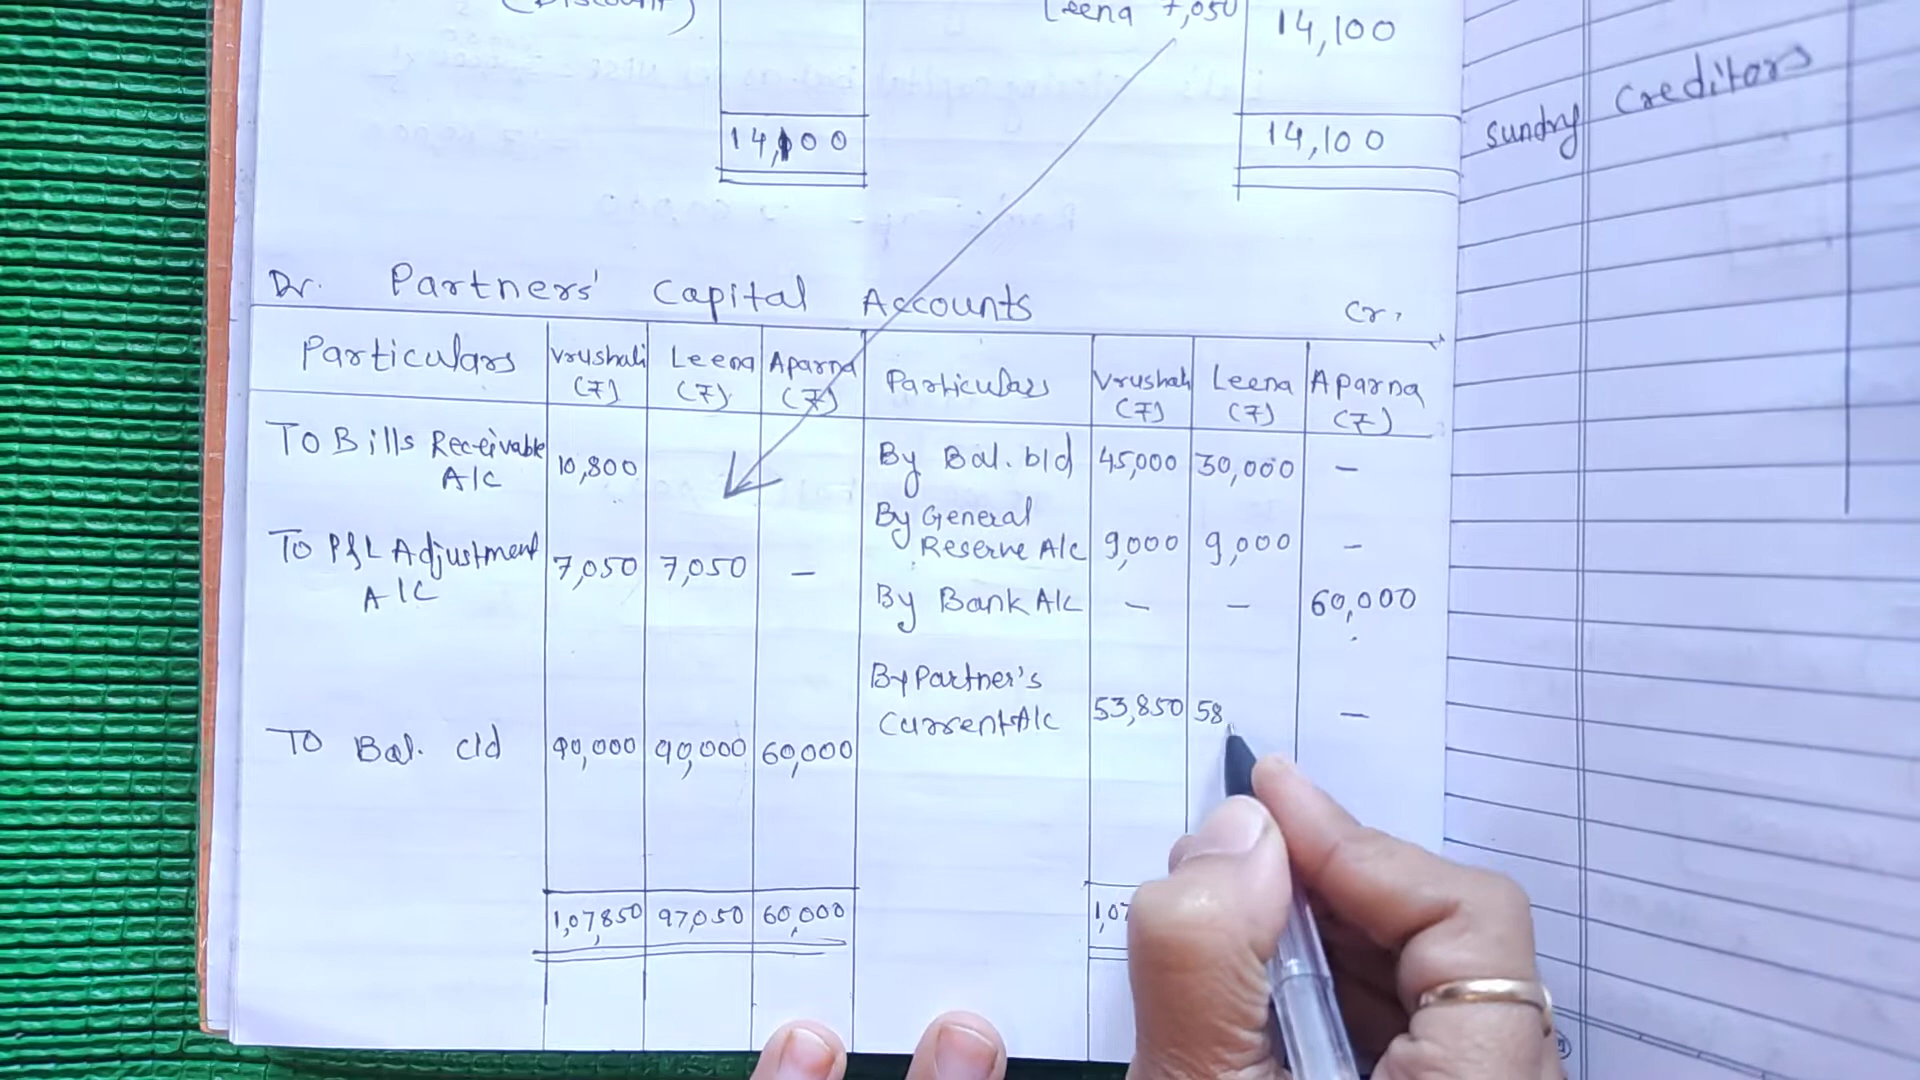 (Discount)
Leena 7,050 14,100
14,100 14,100
Sundry Creditors
Dr. Partners' Capital Accounts Cr.
Particulars Vrushali (₹) Leena (₹) Aparna (₹) Particulars Vrushali (₹) Leena (₹) Aparna (₹)
To Bills Receivable A/c 10,800 By Bal. b/d 45,000 30,000 –
By General Reserve A/c 9,000 9,000 –
To P&L Adjustment A/c 7,050 7,050 – By Bank A/c – – 60,000
By Partner's Current A/c 53,850 58 –
To Bal. c/d 90,000 90,000 60,000
1,07,850 97,050 60,000 1,07